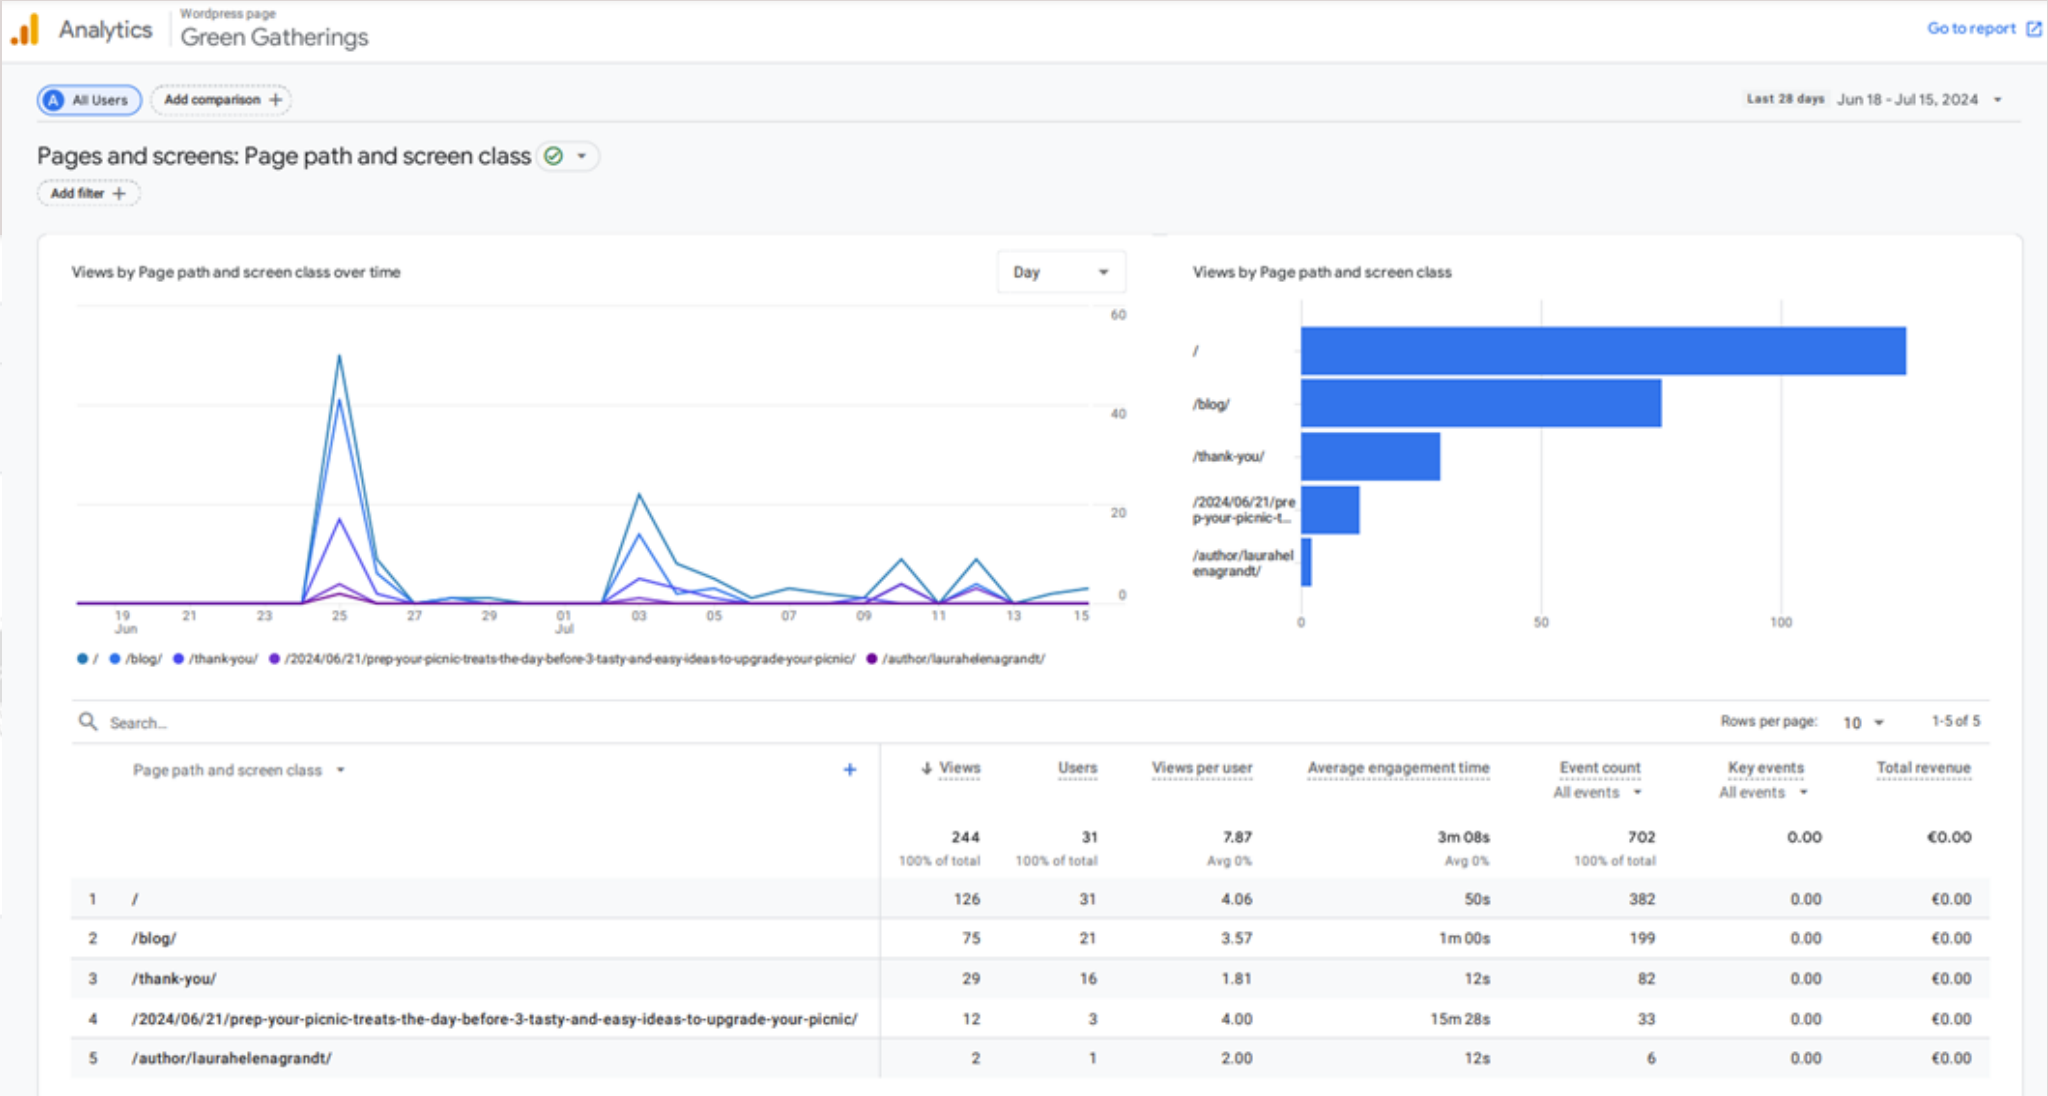 Analytics
Wordpress page
Green Gatherings
Go to report
A All Users
Add comparison +
Last 28 days Jun 18 - Jul 15, 2024
Pages and screens: Page path and screen class
Add filter +
Views by Page path and screen class over time
Day
60
40
20
0
19 21 23 25 27 29 01 03 05 07 09 11 13 15
Jun Jul
/ /blog/ /thank-you/ /2024/06/21/prep-your-picnic-treats-the-day-before-3-tasty-and-easy-ideas-to-upgrade-your-picnic/ /author/laurahelenagrandt/
Views by Page path and screen class
/
/blog/
/thank-you/
/2024/06/21/pre
p-your-picnic-t...
/author/laurahel
enagrandt/
0 50 100
Search...
Rows per page: 10 1-5 of 5
Page path and screen class + Views Users Views per user Average engagement time Event count Key events Total revenue
All events All events
244 31 7.87 3m 08s 702 0.00 €0.00
100% of total 100% of total Avg 0% Avg 0% 100% of total
1 / 126 31 4.06 50s 382 0.00 €0.00
2 /blog/ 75 21 3.57 1m 00s 199 0.00 €0.00
3 /thank-you/ 29 16 1.81 12s 82 0.00 €0.00
4 /2024/06/21/prep-your-picnic-treats-the-day-before-3-tasty-and-easy-ideas-to-upgrade-your-picnic/ 12 3 4.00 15m 28s 33 0.00 €0.00
5 /author/laurahelenagrandt/ 2 1 2.00 12s 6 0.00 €0.00